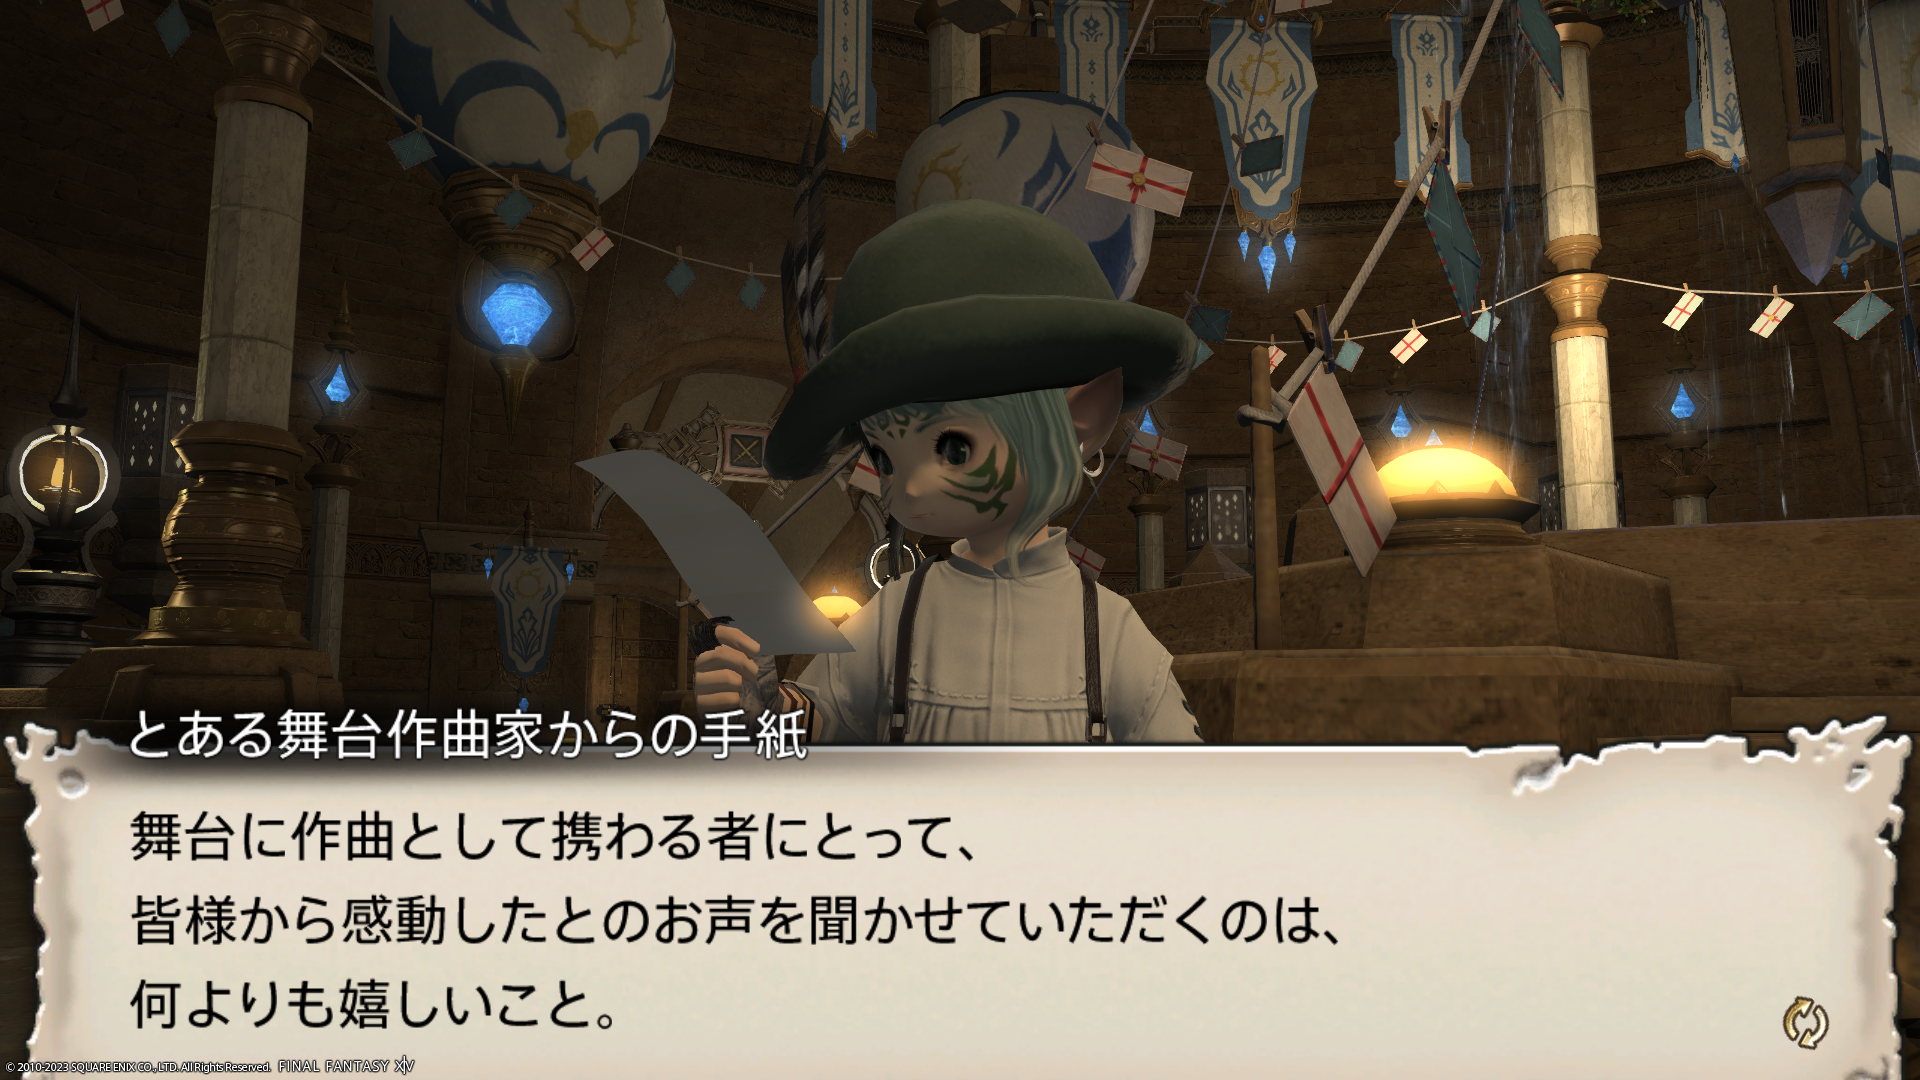 とある舞台作曲家からの手紙
舞台に作曲として携わる者にとって、
皆様から感動したとのお声を聞かせていただくのは、
何よりも嬉しいこと。
© 2010-2023 SQUARE ENIX CO., LTD. All Rights Reserved. FINAL FANTASY XIV